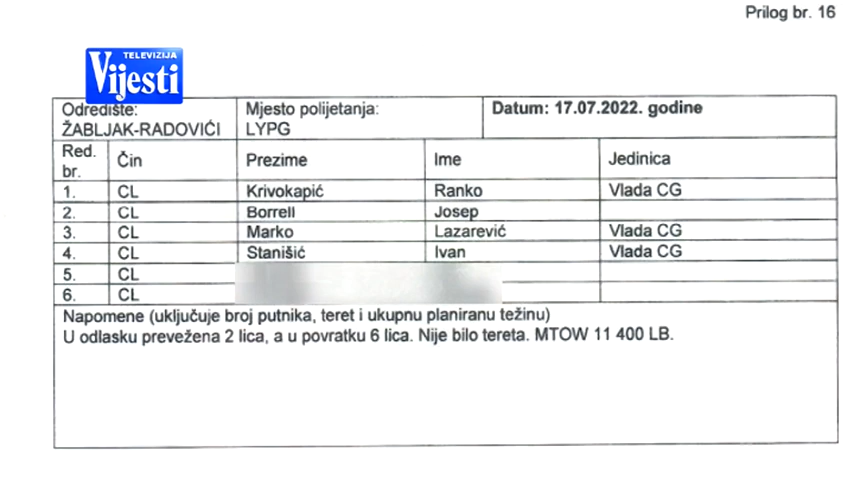 Prilog br. 16
TELEVIZIJA
Vijesti
Odredište: Mjesto polijetanja: Datum: 17.07.2022. godine
ŽABLJAK-RADOVIĆI LYPG
Red. br. Čin Prezime Ime Jedinica
1. CL Krivokapić Ranko Vlada CG
2. CL Borrell Josep
3. CL Marko Lazarević Vlada CG
4. CL Stanišić Ivan Vlada CG
5. CL
6. CL
Napomene (uključuje broj putnika, teret i ukupnu planiranu težinu)
U odlasku prevežena 2 lica, a u povratku 6 lica. Nije bilo tereta. MTOW 11 400 LB.